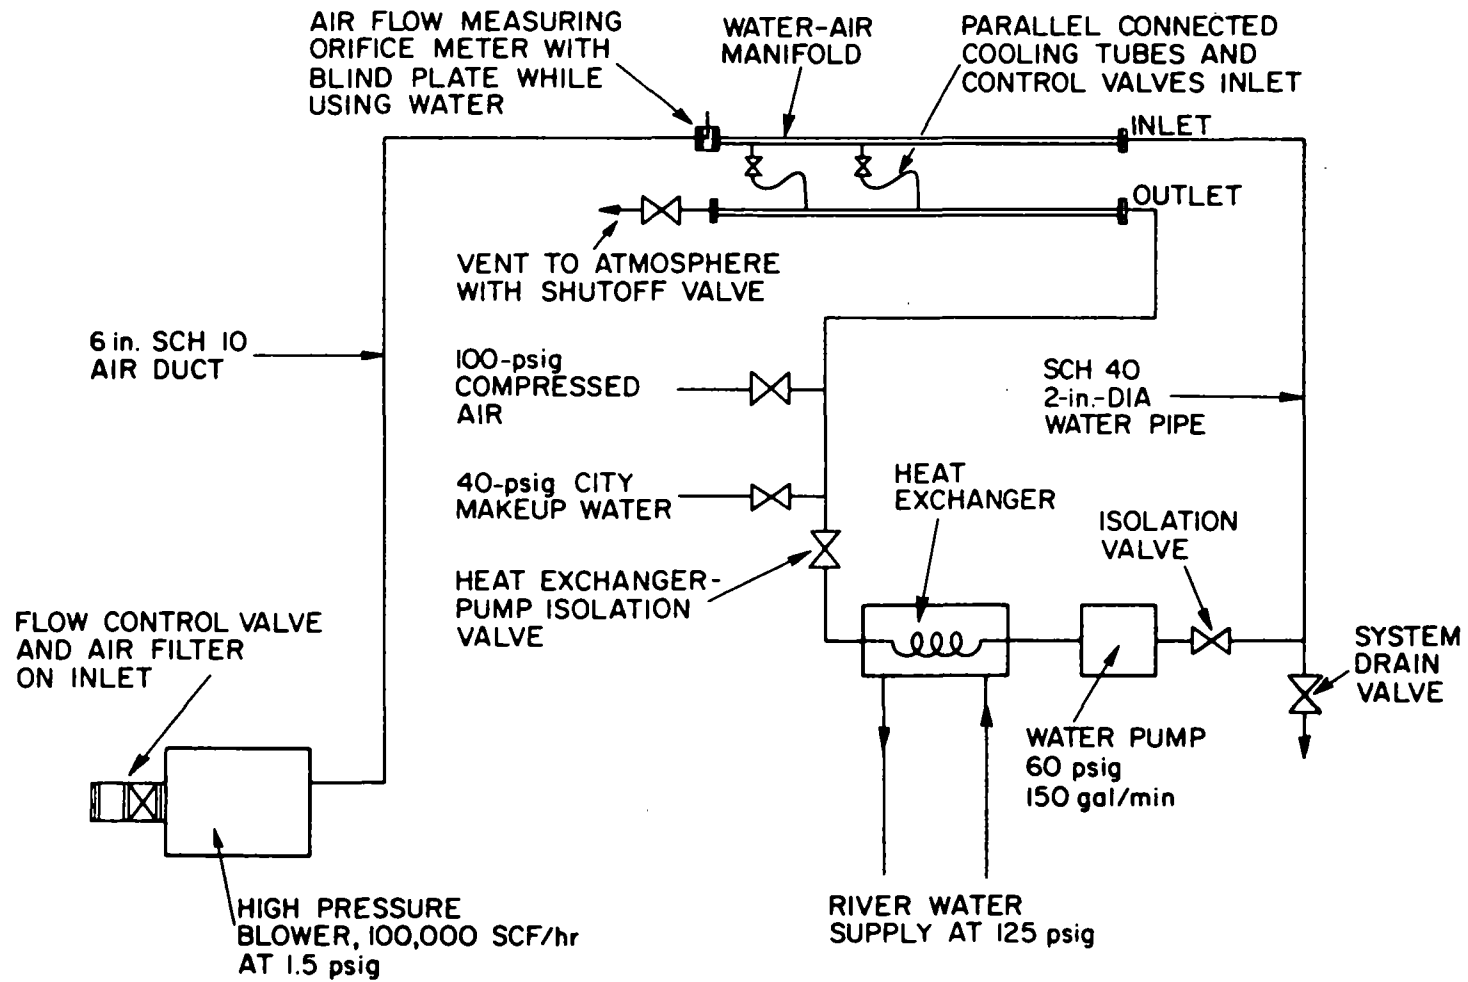 AIR FLOW MEASURING
ORIFICE METER WITH
BLIND PLATE WHILE
USING WATER
WATER-AIR
MANIFOLD
PARALLEL CONNECTED
COOLING TUBES AND
CONTROL VALVES INLET
INLET
OUTLET
VENT TO ATMOSPHERE
WITH SHUTOFF VALVE
6 in. SCH 10
AIR DUCT
100-psig
COMPRESSED
AIR
SCH 40
2-in.-DIA
WATER PIPE
40-psig CITY
MAKEUP WATER
HEAT
EXCHANGER
ISOLATION
VALVE
HEAT EXCHANGER-
PUMP ISOLATION
VALVE
FLOW CONTROL VALVE
AND AIR FILTER
ON INLET
SYSTEM
DRAIN
VALVE
WATER PUMP
60 psig
150 gal/min
RIVER WATER
SUPPLY AT 125 psig
HIGH PRESSURE
BLOWER, 100,000 SCF/hr
AT 1.5 psig